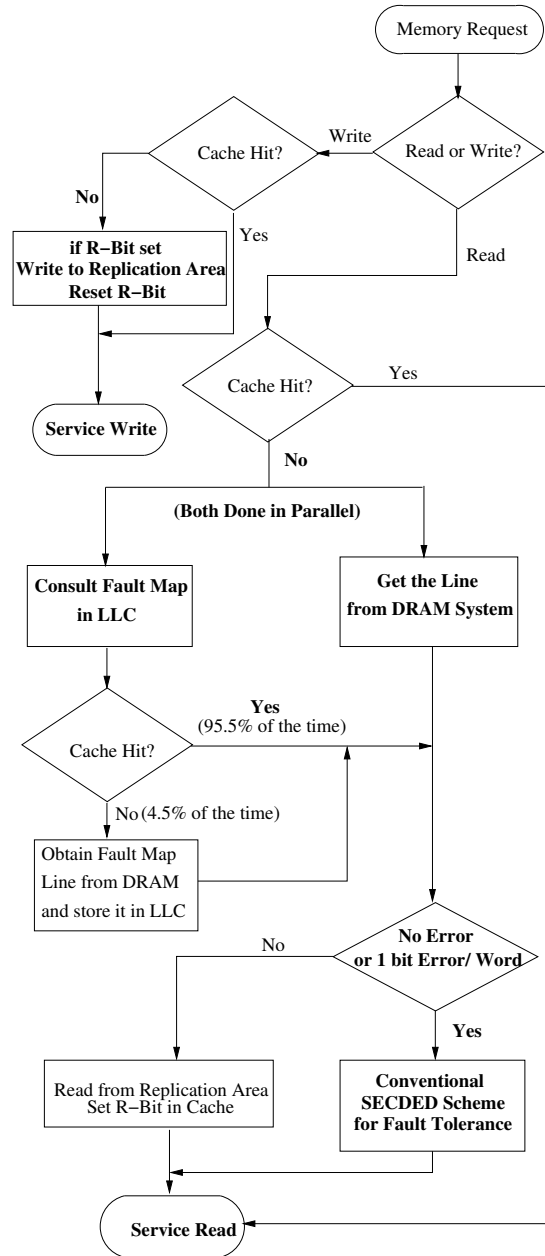 Memory Request
Read or Write?
Write
Cache Hit?
No
Yes
Read
if R−Bit set
Write to Replication Area
Reset R−Bit
Service Write
Cache Hit?
Yes
No
(Both Done in Parallel)
Consult Fault Map
in LLC
Get the Line
from DRAM System
Cache Hit?
Yes
(95.5% of the time)
No (4.5% of the time)
Obtain Fault Map
Line from DRAM
and store it in LLC
No Error
or 1 bit Error/ Word
No
Yes
Read from Replication Area
Set R−Bit in Cache
Conventional
SECDED Scheme
for Fault Tolerance
Service Read